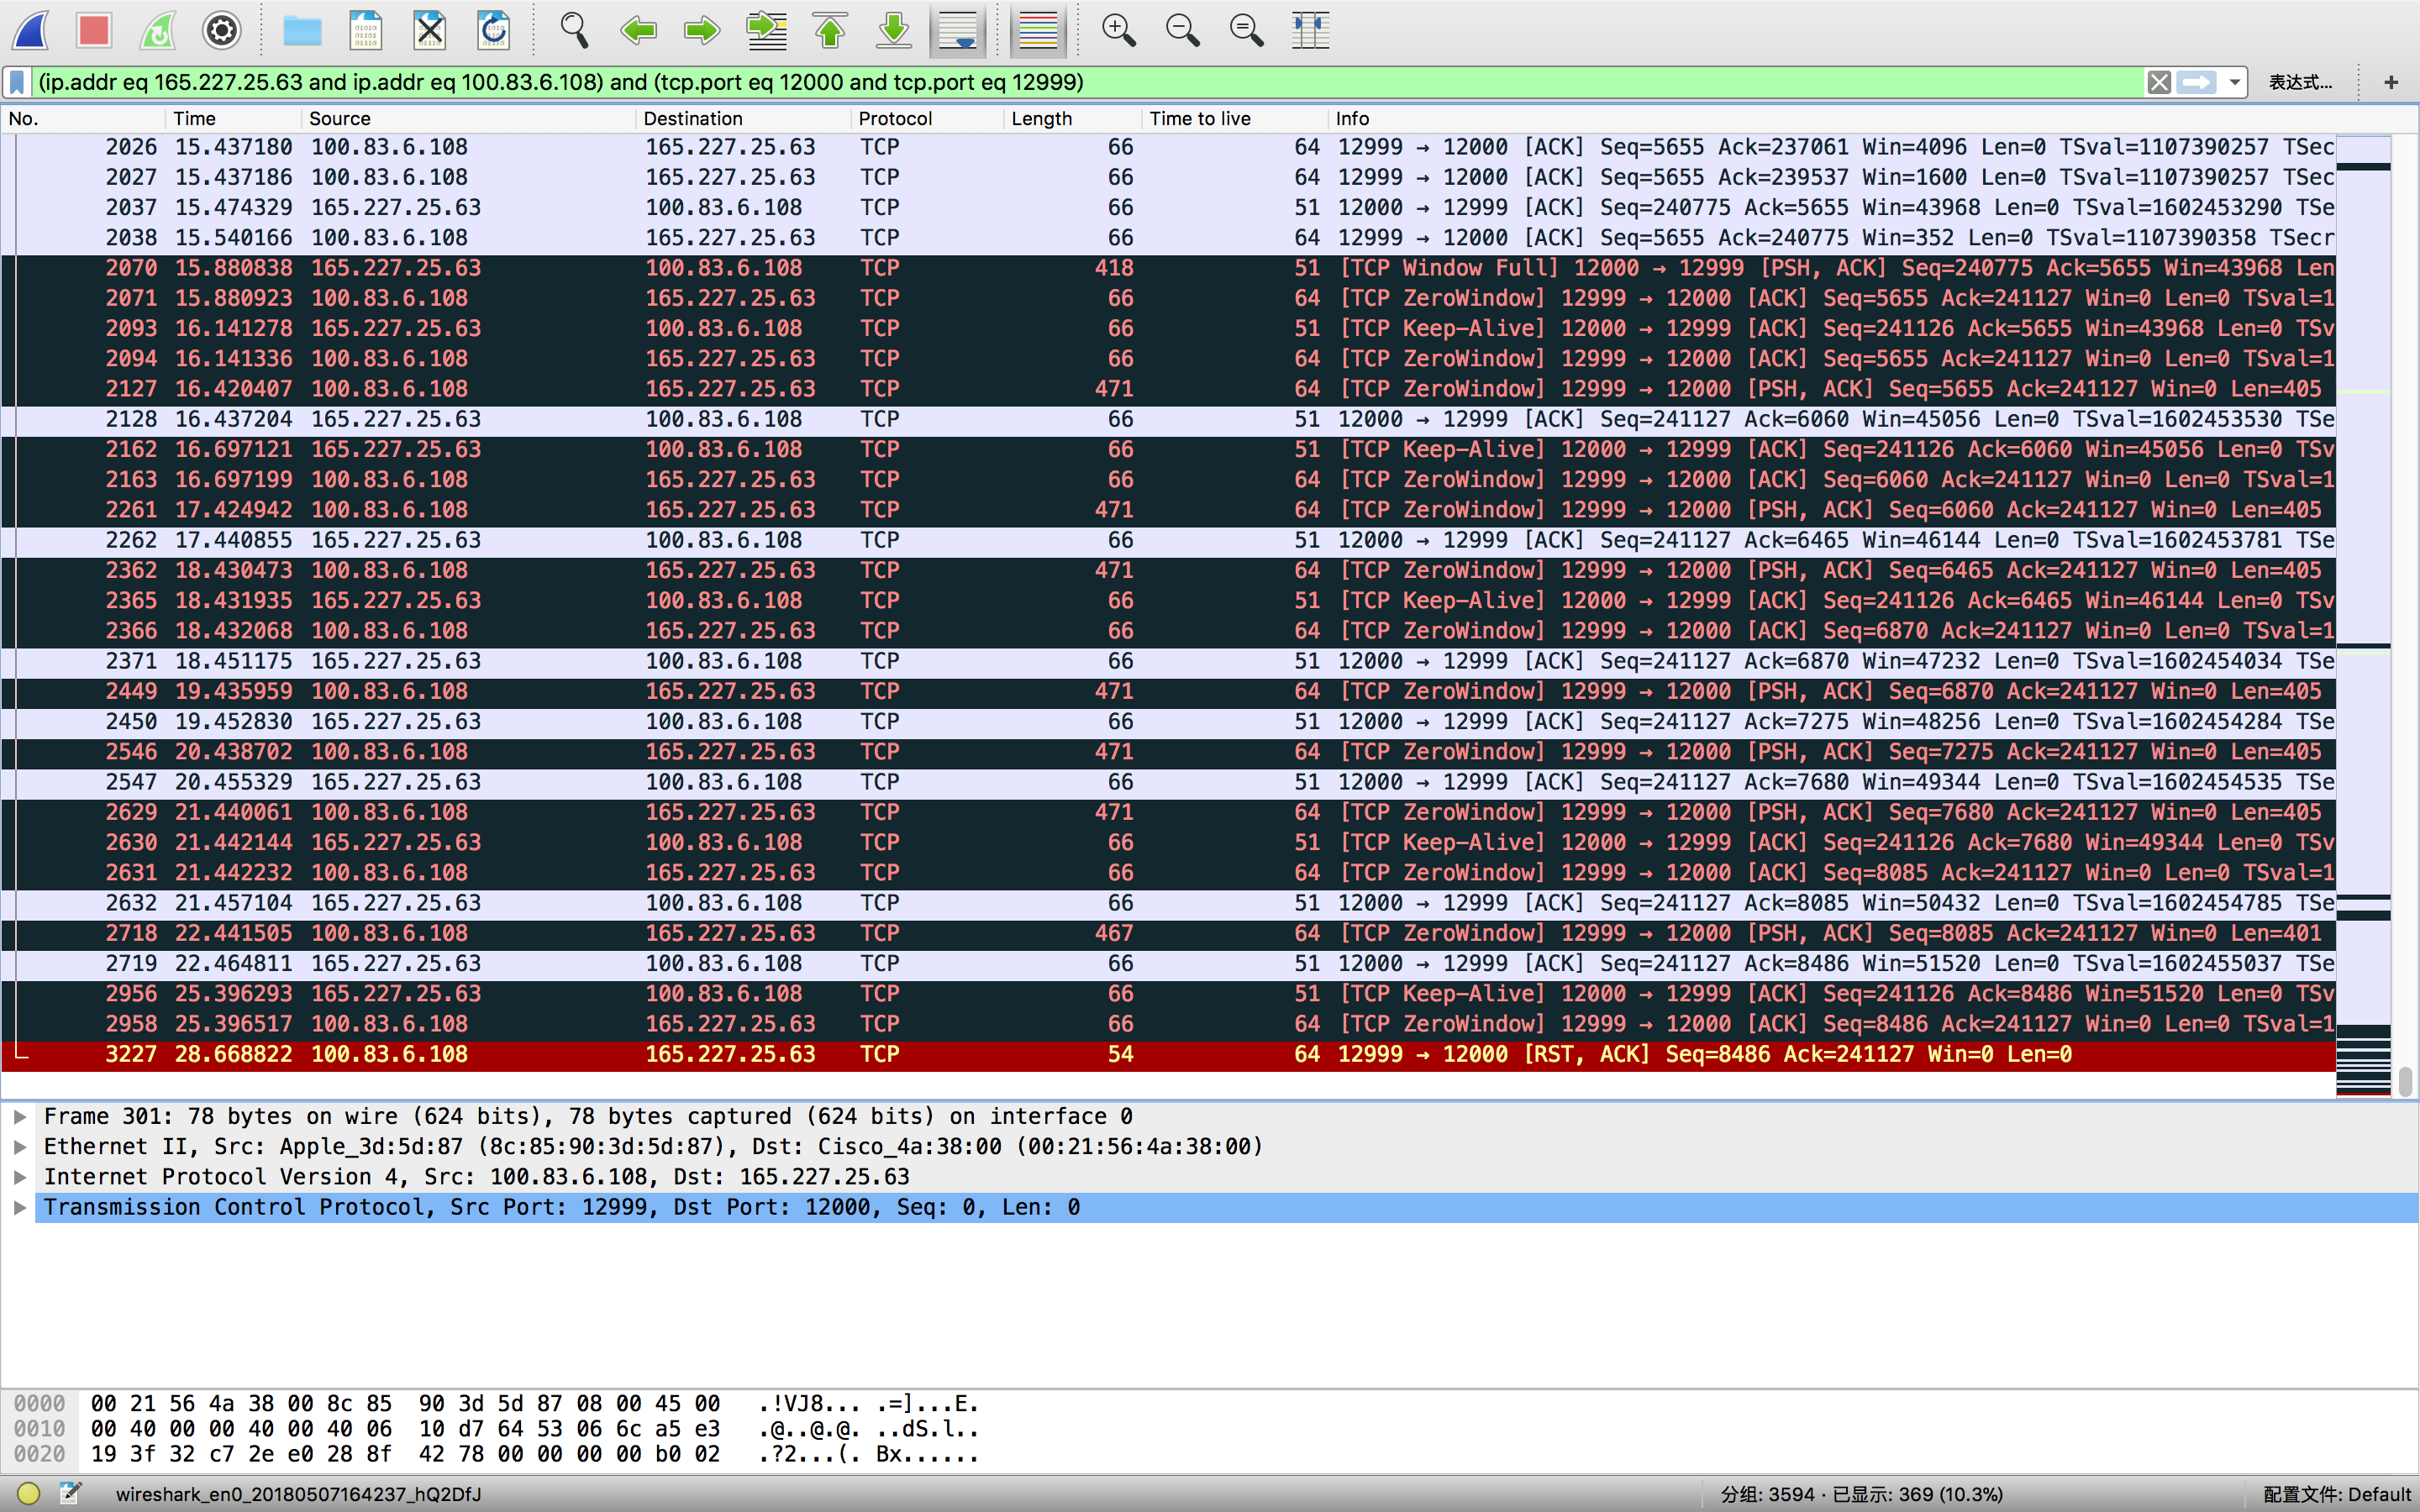 (ip.addr eq 165.227.25.63 and ip.addr eq 100.83.6.108) and (tcp.port eq 12000 and tcp.port eq 12999) 表达式… +
No. Time Source Destination Protocol Length Time to live Info
2026 15.437180 100.83.6.108 165.227.25.63 TCP 66 64 12999 → 12000 [ACK] Seq=5655 Ack=237061 Win=4096 Len=0 TSval=1107390257 TSec
2027 15.437186 100.83.6.108 165.227.25.63 TCP 66 64 12999 → 12000 [ACK] Seq=5655 Ack=239537 Win=1600 Len=0 TSval=1107390257 TSec
2037 15.474329 165.227.25.63 100.83.6.108 TCP 66 51 12000 → 12999 [ACK] Seq=240775 Ack=5655 Win=43968 Len=0 TSval=1602453290 TSe
2038 15.540166 100.83.6.108 165.227.25.63 TCP 66 64 12999 → 12000 [ACK] Seq=5655 Ack=240775 Win=352 Len=0 TSval=1107390358 TSecr
2070 15.880838 165.227.25.63 100.83.6.108 TCP 418 51 [TCP Window Full] 12000 → 12999 [PSH, ACK] Seq=240775 Ack=5655 Win=43968 Len
2071 15.880923 100.83.6.108 165.227.25.63 TCP 66 64 [TCP ZeroWindow] 12999 → 12000 [ACK] Seq=5655 Ack=241127 Win=0 Len=0 TSval=1
2093 16.141278 165.227.25.63 100.83.6.108 TCP 66 51 [TCP Keep-Alive] 12000 → 12999 [ACK] Seq=241126 Ack=5655 Win=43968 Len=0 TSv
2094 16.141336 100.83.6.108 165.227.25.63 TCP 66 64 [TCP ZeroWindow] 12999 → 12000 [ACK] Seq=5655 Ack=241127 Win=0 Len=0 TSval=1
2127 16.420407 100.83.6.108 165.227.25.63 TCP 471 64 [TCP ZeroWindow] 12999 → 12000 [PSH, ACK] Seq=5655 Ack=241127 Win=0 Len=405
2128 16.437204 165.227.25.63 100.83.6.108 TCP 66 51 12000 → 12999 [ACK] Seq=241127 Ack=6060 Win=45056 Len=0 TSval=1602453530 TSe
2162 16.697121 165.227.25.63 100.83.6.108 TCP 66 51 [TCP Keep-Alive] 12000 → 12999 [ACK] Seq=241126 Ack=6060 Win=45056 Len=0 TSv
2163 16.697199 100.83.6.108 165.227.25.63 TCP 66 64 [TCP ZeroWindow] 12999 → 12000 [ACK] Seq=6060 Ack=241127 Win=0 Len=0 TSval=1
2261 17.424942 100.83.6.108 165.227.25.63 TCP 471 64 [TCP ZeroWindow] 12999 → 12000 [PSH, ACK] Seq=6060 Ack=241127 Win=0 Len=405
2262 17.440855 165.227.25.63 100.83.6.108 TCP 66 51 12000 → 12999 [ACK] Seq=241127 Ack=6465 Win=46144 Len=0 TSval=1602453781 TSe
2362 18.430473 100.83.6.108 165.227.25.63 TCP 471 64 [TCP ZeroWindow] 12999 → 12000 [PSH, ACK] Seq=6465 Ack=241127 Win=0 Len=405
2365 18.431935 165.227.25.63 100.83.6.108 TCP 66 51 [TCP Keep-Alive] 12000 → 12999 [ACK] Seq=241126 Ack=6465 Win=46144 Len=0 TSv
2366 18.432068 100.83.6.108 165.227.25.63 TCP 66 64 [TCP ZeroWindow] 12999 → 12000 [ACK] Seq=6870 Ack=241127 Win=0 Len=0 TSval=1
2371 18.451175 165.227.25.63 100.83.6.108 TCP 66 51 12000 → 12999 [ACK] Seq=241127 Ack=6870 Win=47232 Len=0 TSval=1602454034 TSe
2449 19.435959 100.83.6.108 165.227.25.63 TCP 471 64 [TCP ZeroWindow] 12999 → 12000 [PSH, ACK] Seq=6870 Ack=241127 Win=0 Len=405
2450 19.452830 165.227.25.63 100.83.6.108 TCP 66 51 12000 → 12999 [ACK] Seq=241127 Ack=7275 Win=48256 Len=0 TSval=1602454284 TSe
2546 20.438702 100.83.6.108 165.227.25.63 TCP 471 64 [TCP ZeroWindow] 12999 → 12000 [PSH, ACK] Seq=7275 Ack=241127 Win=0 Len=405
2547 20.455329 165.227.25.63 100.83.6.108 TCP 66 51 12000 → 12999 [ACK] Seq=241127 Ack=7680 Win=49344 Len=0 TSval=1602454535 TSe
2629 21.440061 100.83.6.108 165.227.25.63 TCP 471 64 [TCP ZeroWindow] 12999 → 12000 [PSH, ACK] Seq=7680 Ack=241127 Win=0 Len=405
2630 21.442144 165.227.25.63 100.83.6.108 TCP 66 51 [TCP Keep-Alive] 12000 → 12999 [ACK] Seq=241126 Ack=7680 Win=49344 Len=0 TSv
2631 21.442232 100.83.6.108 165.227.25.63 TCP 66 64 [TCP ZeroWindow] 12999 → 12000 [ACK] Seq=8085 Ack=241127 Win=0 Len=0 TSval=1
2632 21.457104 165.227.25.63 100.83.6.108 TCP 66 51 12000 → 12999 [ACK] Seq=241127 Ack=8085 Win=50432 Len=0 TSval=1602454785 TSe
2718 22.441505 100.83.6.108 165.227.25.63 TCP 467 64 [TCP ZeroWindow] 12999 → 12000 [PSH, ACK] Seq=8085 Ack=241127 Win=0 Len=401
2719 22.464811 165.227.25.63 100.83.6.108 TCP 66 51 12000 → 12999 [ACK] Seq=241127 Ack=8486 Win=51520 Len=0 TSval=1602455037 TSe
2956 25.396293 165.227.25.63 100.83.6.108 TCP 66 51 [TCP Keep-Alive] 12000 → 12999 [ACK] Seq=241126 Ack=8486 Win=51520 Len=0 TSv
2958 25.396517 100.83.6.108 165.227.25.63 TCP 66 64 [TCP ZeroWindow] 12999 → 12000 [ACK] Seq=8486 Ack=241127 Win=0 Len=0 TSval=1
3227 28.668822 100.83.6.108 165.227.25.63 TCP 54 64 12999 → 12000 [RST, ACK] Seq=8486 Ack=241127 Win=0 Len=0
Frame 301: 78 bytes on wire (624 bits), 78 bytes captured (624 bits) on interface 0
Ethernet II, Src: Apple_3d:5d:87 (8c:85:90:3d:5d:87), Dst: Cisco_4a:38:00 (00:21:56:4a:38:00)
Internet Protocol Version 4, Src: 100.83.6.108, Dst: 165.227.25.63
Transmission Control Protocol, Src Port: 12999, Dst Port: 12000, Seq: 0, Len: 0
0000 00 21 56 4a 38 00 8c 85 90 3d 5d 87 08 00 45 00 .!VJ8... .=]...E.
0010 00 40 00 00 40 00 40 06 10 d7 64 53 06 6c a5 e3 .@..@.@. ..dS.l..
0020 19 3f 32 c7 2e e0 28 8f 42 78 00 00 00 00 b0 02 .?2...(. Bx......
wireshark_en0_20180507164237_hQ2DfJ 分组: 3594 · 已显示: 369 (10.3%) 配置文件: Default